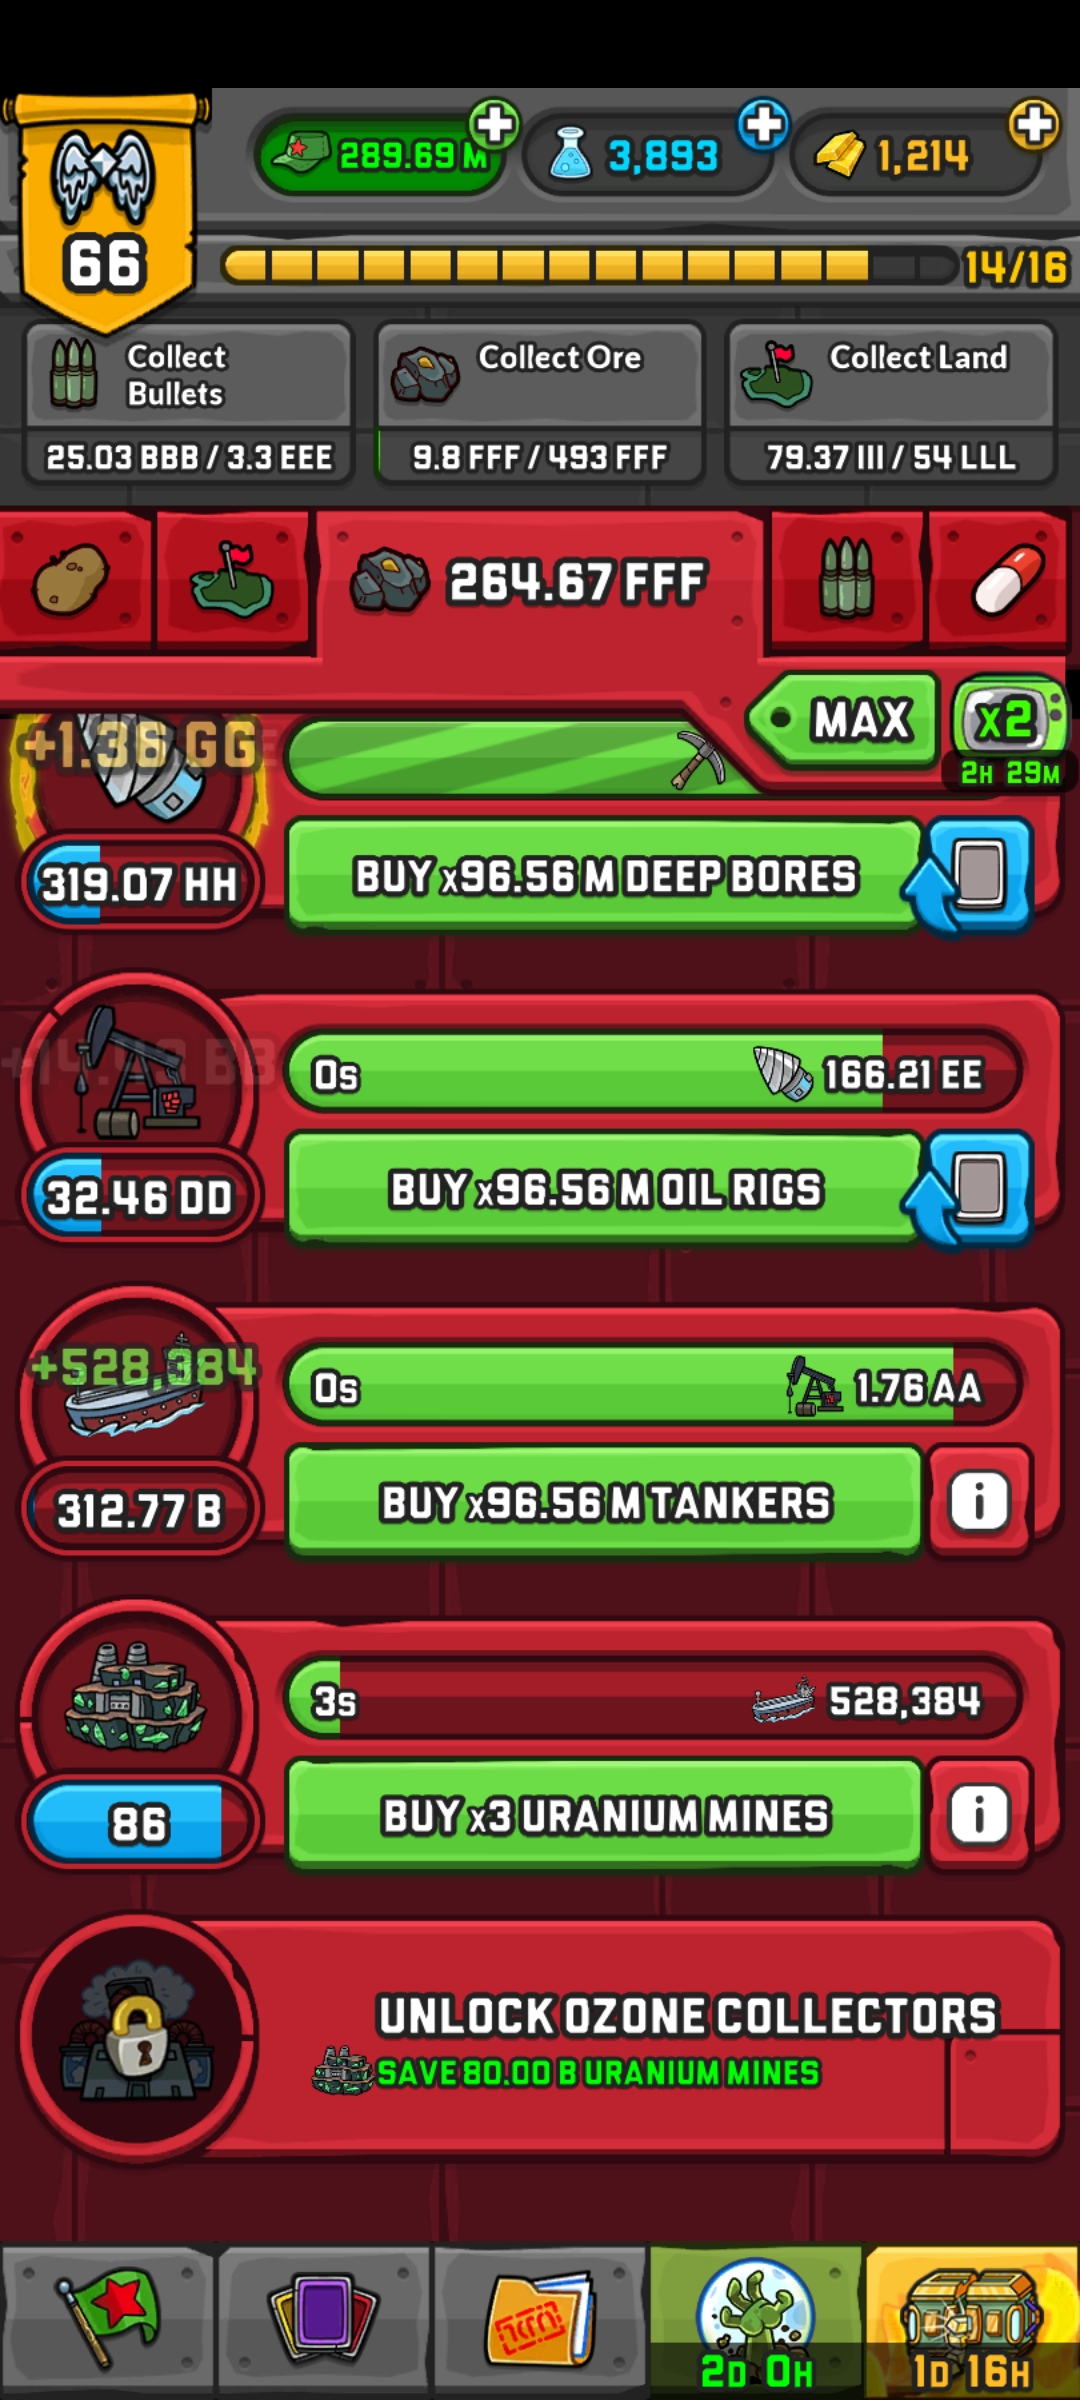 289.69 M
3,893
1,214
66
14/16
Collect
Bullets
Collect Ore
Collect Land
25.03 BBB / 3.3 EEE
9.8 FFF / 493 FFF
79.37 III / 54 LLL
264.67 FFF
MAX
x2
2H 29M
+1.36 GG
319.07 HH
BUY x96.56 M DEEP BORES
+14.43 BB
0s
166.21 EE
32.46 DD
BUY x96.56 M OIL RIGS
+528,384
0s
1.76 AA
312.77 B
BUY x96.56 M TANKERS
i
3s
528,384
86
BUY x3 URANIUM MINES
i
UNLOCK OZONE COLLECTORS
SAVE 80.00 B URANIUM MINES
2D 0H
1D 16H